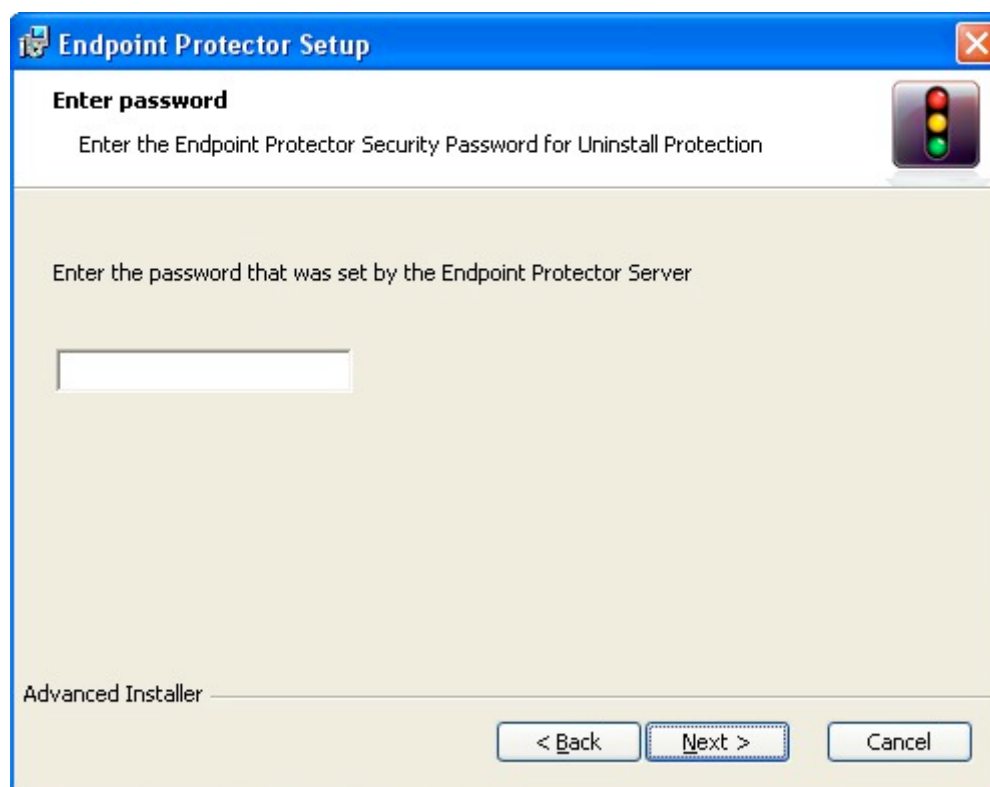 Endpoint Protector Setup
Enter password
Enter the Endpoint Protector Security Password for Uninstall Protection
Enter the password that was set by the Endpoint Protector Server
Advanced Installer
< Back
Next >
Cancel